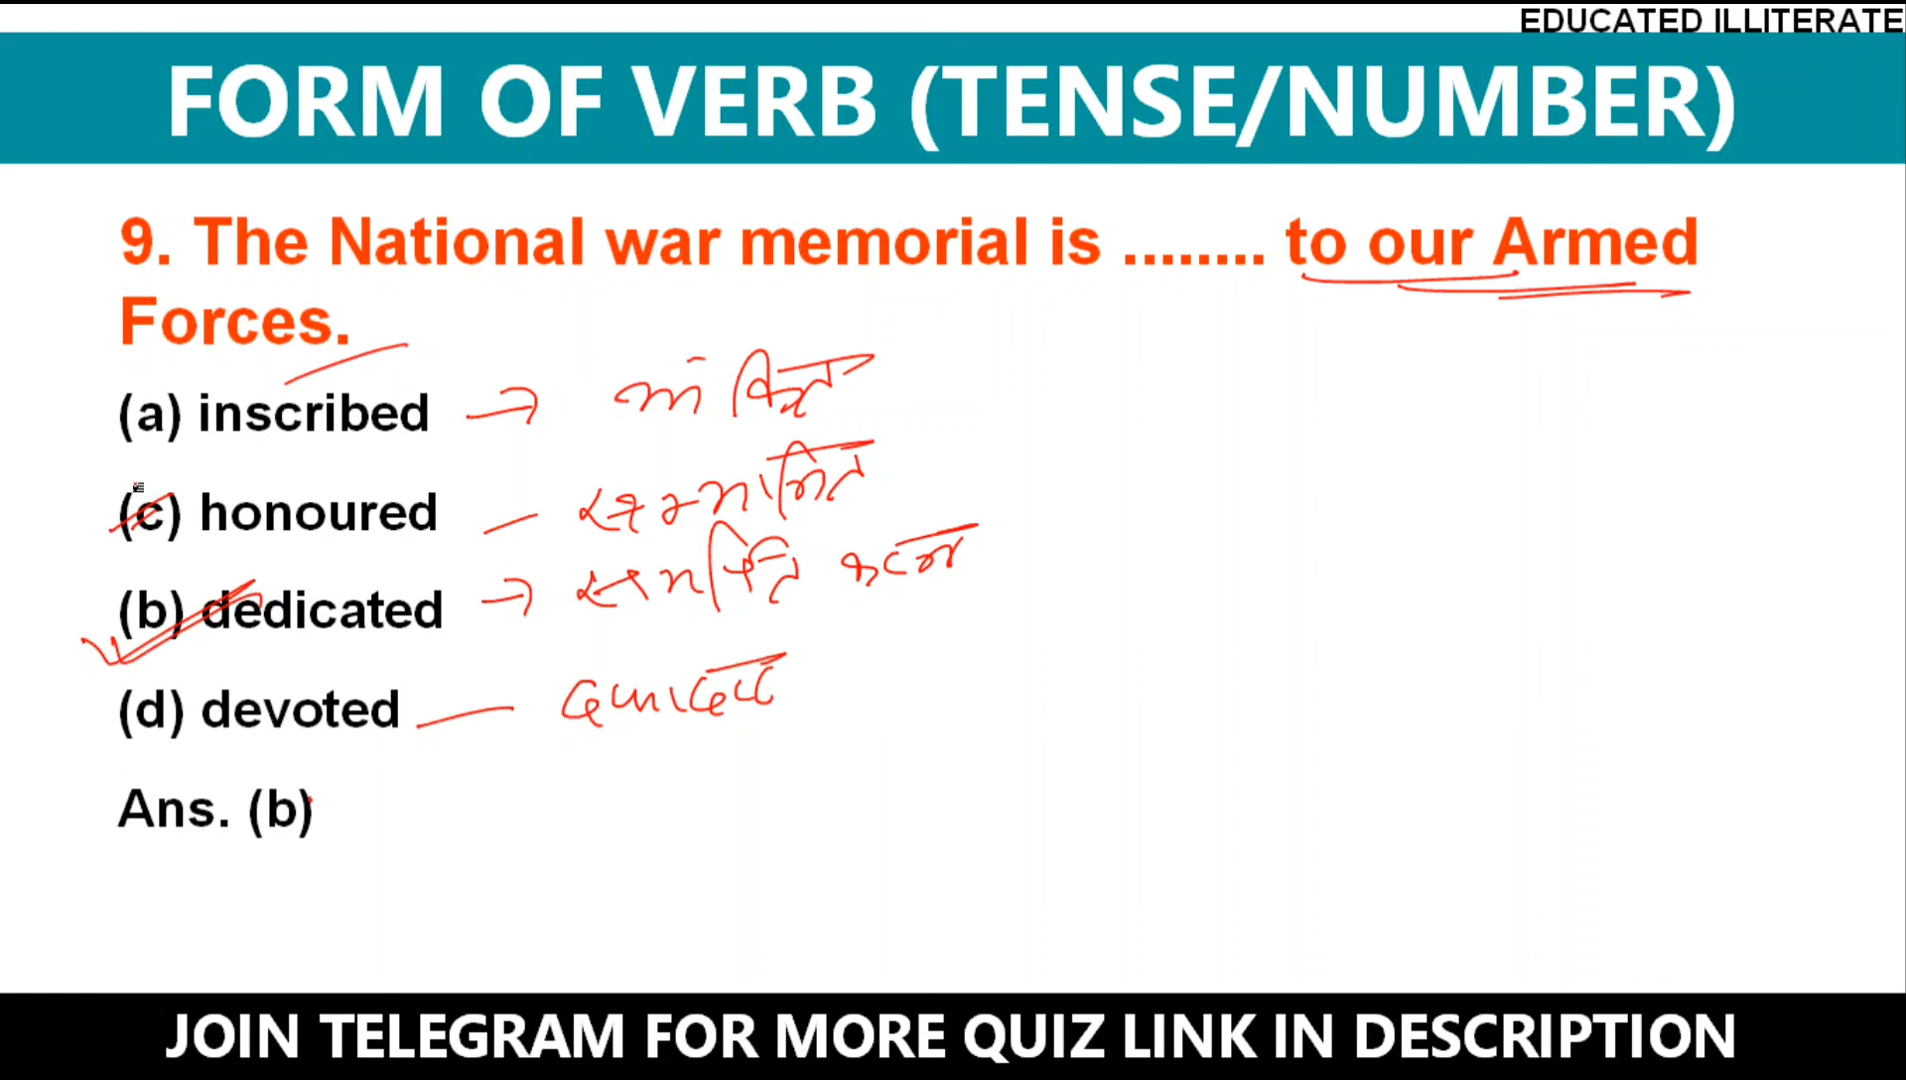 EDUCATED ILLITERATE
FORM OF VERB (TENSE/NUMBER)
9. The National war memorial is ........ to our Armed
Forces.
(a) inscribed
(c) honoured
(b) dedicated
(d) devoted
Ans. (b)
JOIN TELEGRAM FOR MORE QUIZ LINK IN DESCRIPTION